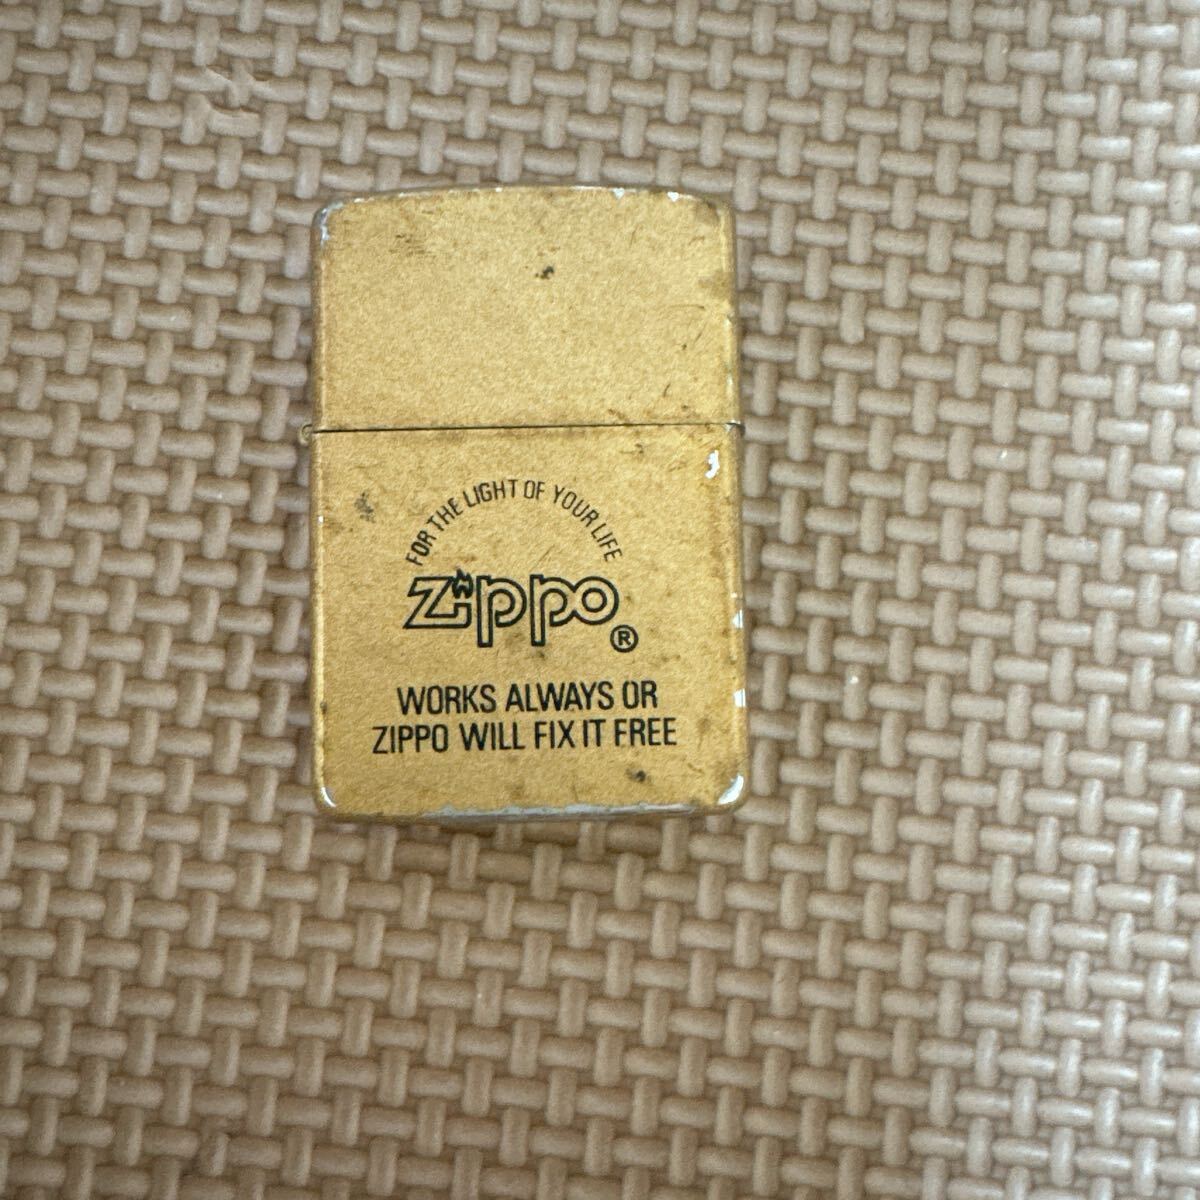 FOR THE LIGHT OF YOUR LIFE
Zippo®
WORKS ALWAYS OR
ZIPPO WILL FIX IT FREE